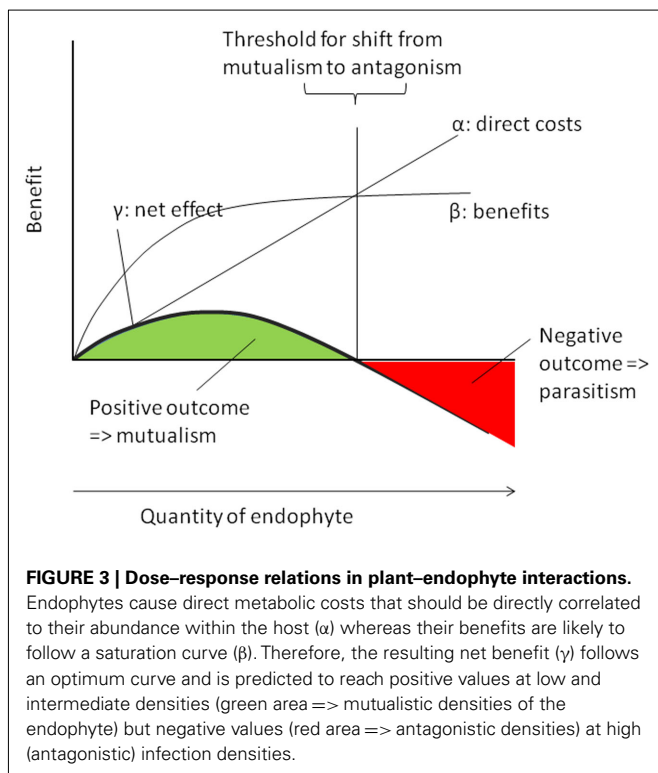 Threshold for shift from
mutualism to antagonism
α: direct costs
γ: net effect
β: benefits
Benefit
Negative
outcome =>
parasitism
Positive outcome
=> mutualism
Quantity of endophyte
FIGURE 3 | Dose–response relations in plant–endophyte interactions.
Endophytes cause direct metabolic costs that should be directly correlated
to their abundance within the host (α) whereas their benefits are likely to
follow a saturation curve (β). Therefore, the resulting net benefit (γ) follows
an optimum curve and is predicted to reach positive values at low and
intermediate densities (green area => mutualistic densities of the
endophyte) but negative values (red area => antagonistic densities) at high
(antagonistic) infection densities.